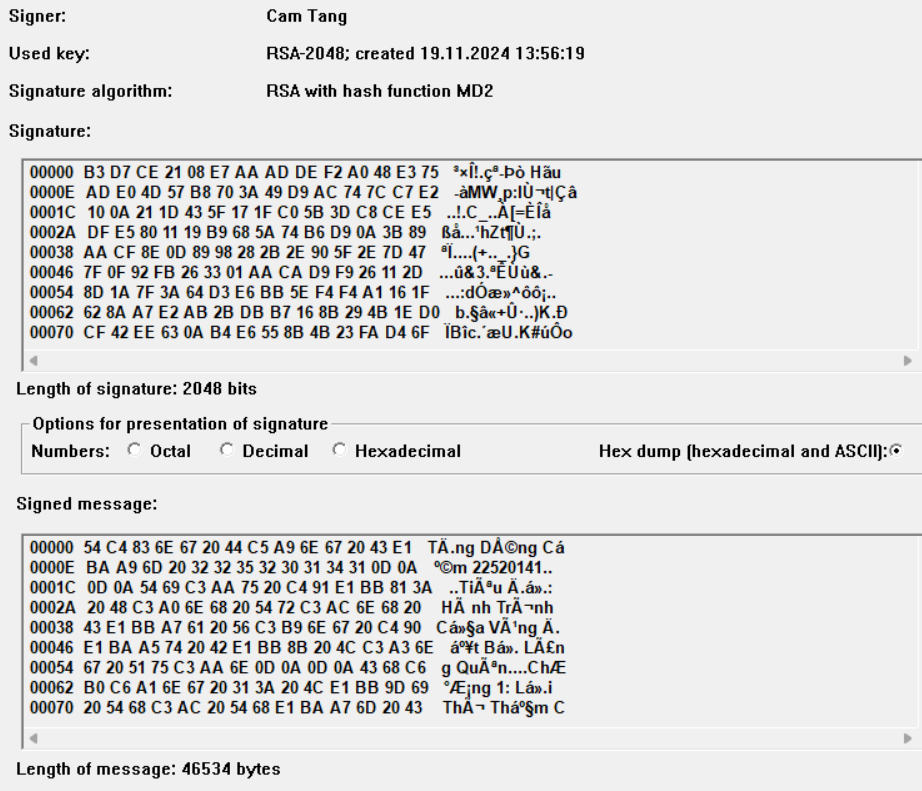 Signer: Cam Tang
Used key: RSA-2048; created 19.11.2024 13:56:19
Signature algorithm: RSA with hash function MD2
Signature:
00000 B3 D7 CE 21 08 E7 AA AD DE F2 A0 48 E3 75 ³×Î!.çª-Þò Hãu
0000E AD E0 4D 57 B8 70 3A 49 D9 AC 74 7C C7 E2 -àMW¸p:IÙ¬t|Çâ
0001C 10 0A 21 1D 43 5F 17 1F C0 5B 3D C8 CE E5 ..!.C_..À[=ÈÎå
0002A DF E5 80 11 19 B9 68 5A 74 B6 D9 0A 3B 89 ßå...¹hZt¶Ù.;.
00038 AA CF 8E 0D 89 98 28 2B 2E 90 5F 2E 7D 47 ªÏ....(+.._.}G
00046 7F 0F 92 FB 26 33 01 AA CA D9 F9 26 11 2D ...û&3.ªÊÙù&.-
00054 8D 1A 7F 3A 64 D3 E6 BB 5E F4 F4 A1 16 1F ...:dÓæ»^ôô¡..
00062 62 8A A7 E2 AB 2B DB B7 16 8B 29 4B 1E D0 b.§â«+Û·..)K.Ð
00070 CF 42 EE 63 0A B4 E6 55 8B 4B 23 FA D4 6F ÏBîc.´æU.K#úÔo
Length of signature: 2048 bits
Options for presentation of signature
Numbers: Octal Decimal Hexadecimal Hex dump (hexadecimal and ASCII):
Signed message:
00000 54 C4 83 6E 67 20 44 C5 A9 6E 67 20 43 E1 TÄ.ng DÅ©ng Cá
0000E BA A9 6D 20 32 32 35 32 30 31 34 31 0D 0A º©m 22520141..
0001C 0D 0A 54 69 C3 AA 75 20 C4 91 E1 BB 81 3A ..TiÃªu Ä.á».:
0002A 20 48 C3 A0 6E 68 20 54 72 C3 AC 6E 68 20 HÃ nh TrÃ¬nh
00038 43 E1 BB A7 61 20 56 C3 B9 6E 67 20 C4 90 Cá»§a VÃ¹ng Ä.
00046 E1 BA A5 74 20 42 E1 BB 8B 20 4C C3 A3 6E áº¥t Bá». LÃ£n
00054 67 20 51 75 C3 AA 6E 0D 0A 0D 0A 43 68 C6 g QuÃªn....ChÆ
00062 B0 C6 A1 6E 67 20 31 3A 20 4C E1 BB 9D 69 °Æ¡ng 1: Lá».i
00070 20 54 68 C3 AC 20 54 68 E1 BA A7 6D 20 43 ThÃ¬ Tháº§m C
Length of message: 46534 bytes